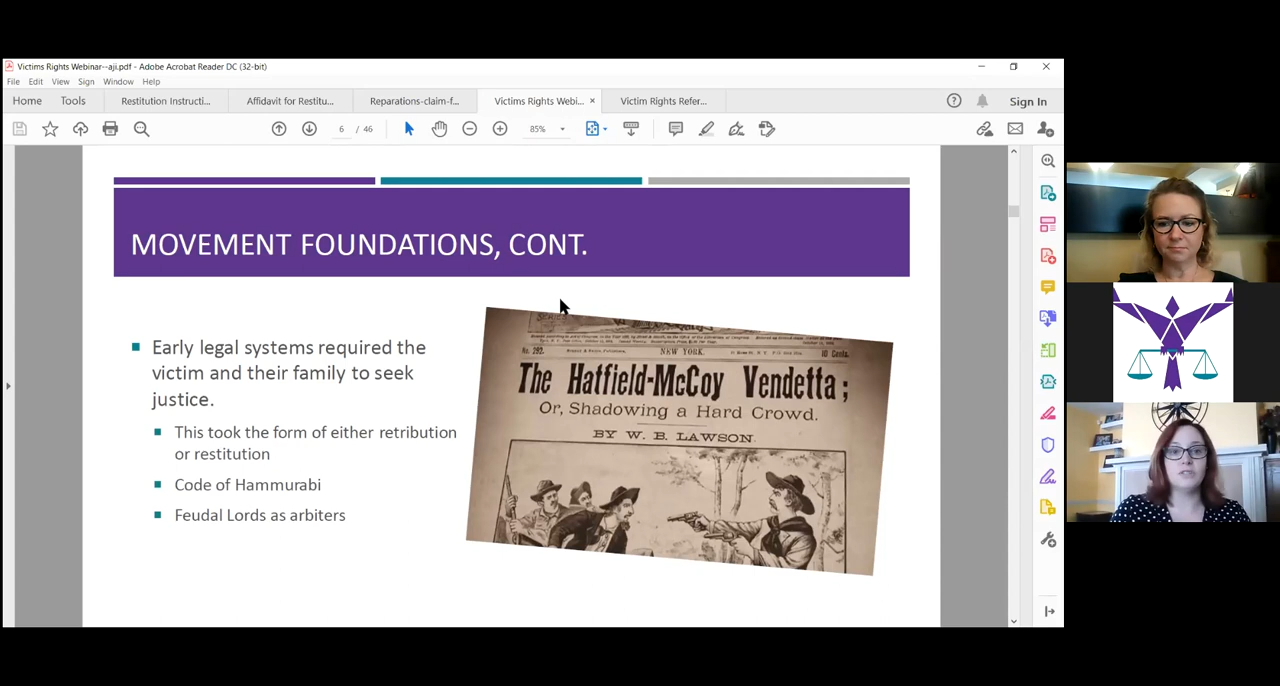 Victims Rights Webinar--aji.pdf - Adobe Acrobat Reader DC (32-bit)
File Edit View Sign Window Help
Home Tools Restitution Instructi... Affidavit for Restitu... Reparations-claim-f... Victims Rights Webi... × Victim Rights Refer... Sign In
6 / 46 85%
MOVEMENT FOUNDATIONS, CONT.
Early legal systems required the
victim and their family to seek
justice.
This took the form of either retribution
or restitution
Code of Hammurabi
Feudal Lords as arbiters
No. 292. NEW YORK. 10 Cents.
The Hatfield-McCoy Vendetta;
Or, Shadowing a Hard Crowd.
BY W. B. LAWSON.